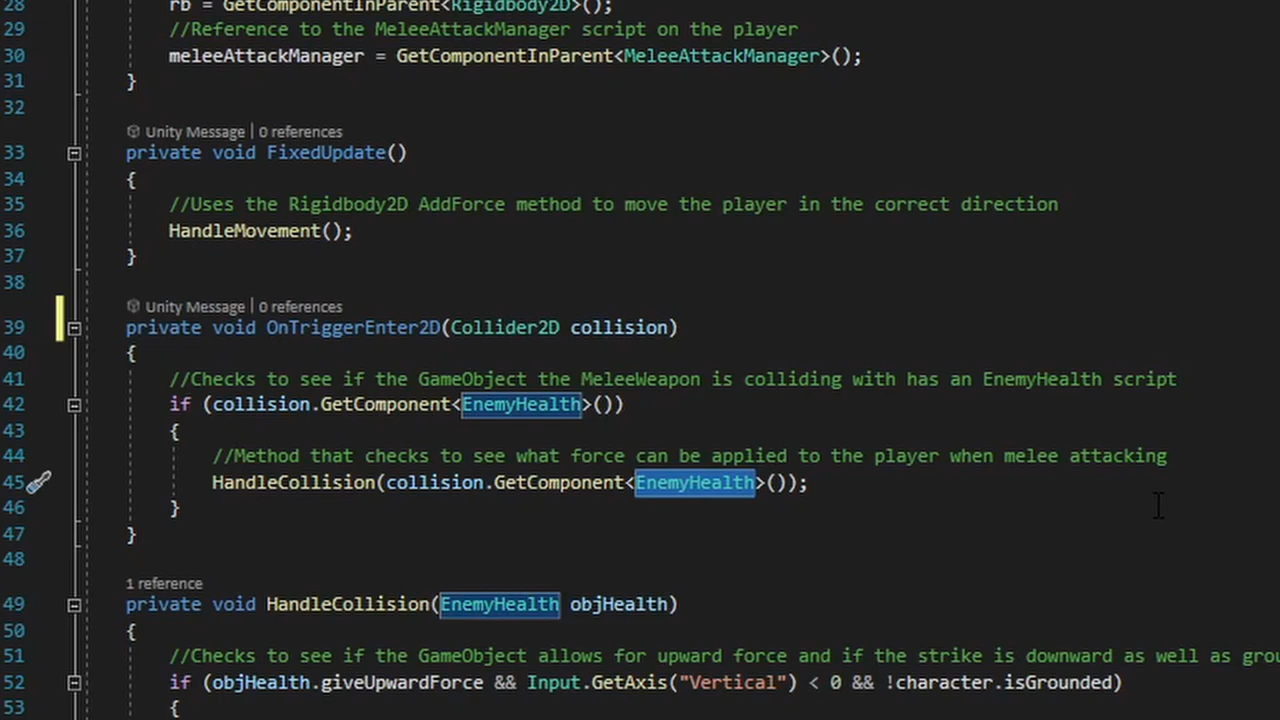 28 rb = GetComponentInParent<Rigidbody2D>();
29 //Reference to the MeleeAttackManager script on the player
30 meleeAttackManager = GetComponentInParent<MeleeAttackManager>();
31 }
32
Unity Message | 0 references
33 private void FixedUpdate()
34 {
35 //Uses the Rigidbody2D AddForce method to move the player in the correct direction
36 HandleMovement();
37 }
38
Unity Message | 0 references
39 private void OnTriggerEnter2D(Collider2D collision)
40 {
41 //Checks to see if the GameObject the MeleeWeapon is colliding with has an EnemyHealth script
42 if (collision.GetComponent<EnemyHealth>())
43 {
44 //Method that checks to see what force can be applied to the player when melee attacking
45 HandleCollision(collision.GetComponent<EnemyHealth>());
46 }
47 }
48
1 reference
49 private void HandleCollision(EnemyHealth objHealth)
50 {
51 //Checks to see if the GameObject allows for upward force and if the strike is downward as well as grou
52 if (objHealth.giveUpwardForce && Input.GetAxis("Vertical") < 0 && !character.isGrounded)
53 {